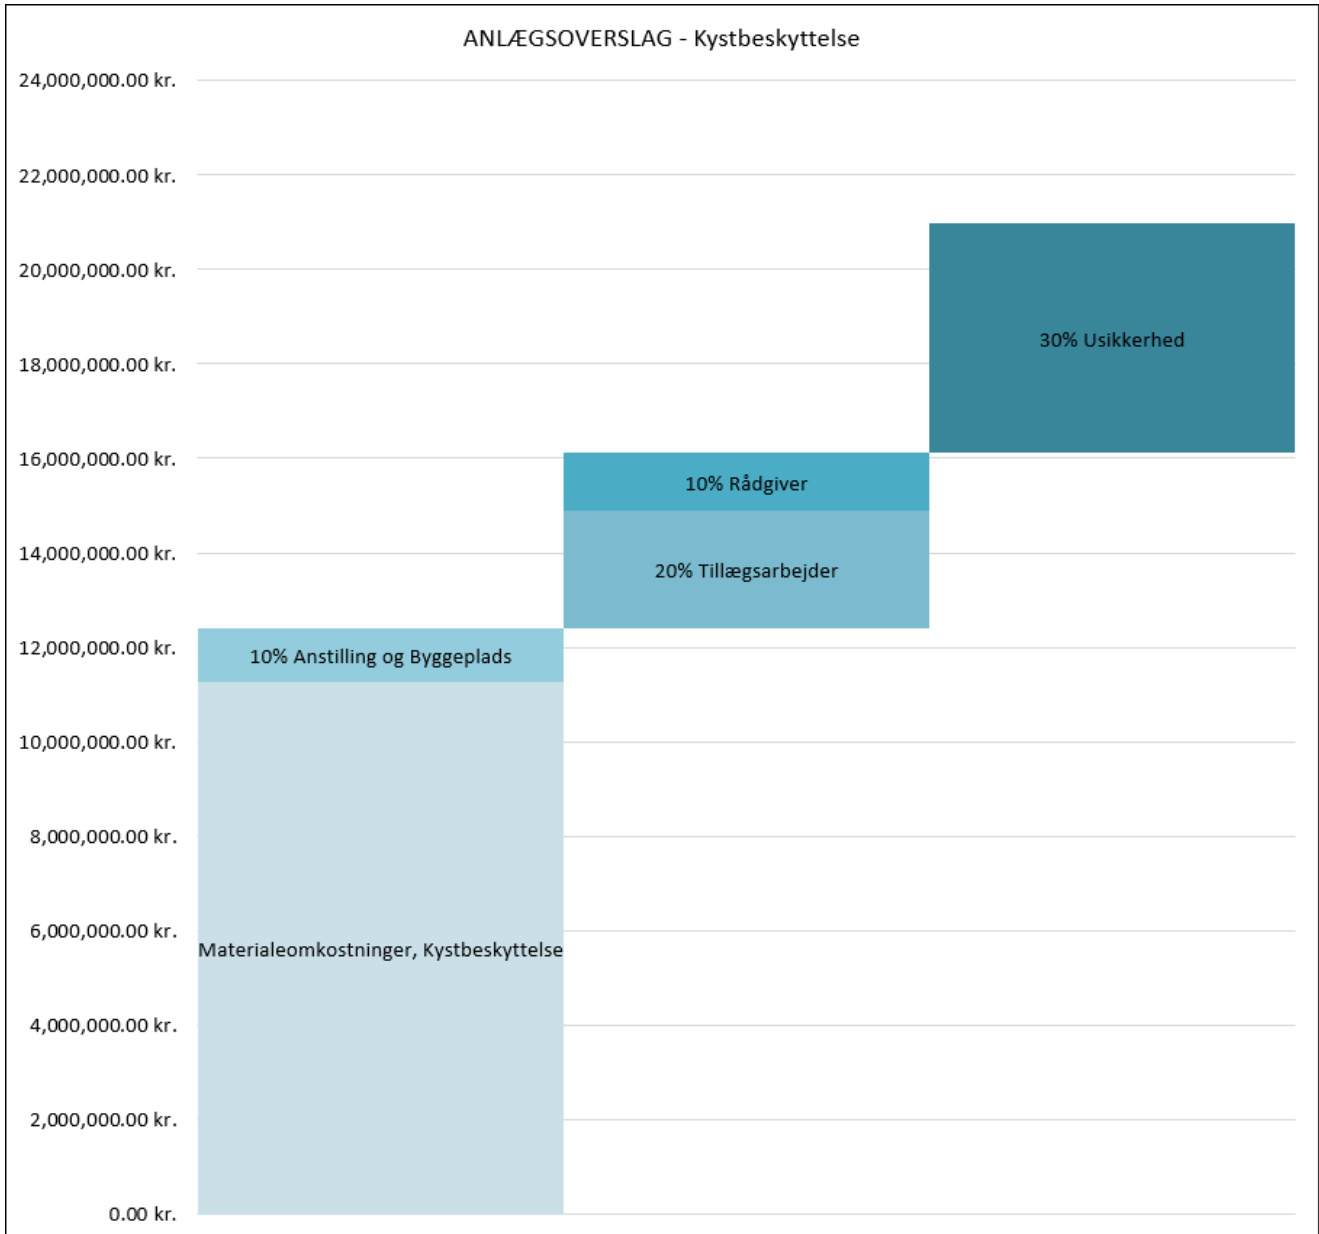 ANLÆGSOVERSLAG - Kystbeskyttelse
24,000,000.00 kr.
22,000,000.00 kr.
20,000,000.00 kr.
30% Usikkerhed
18,000,000.00 kr.
16,000,000.00 kr.
10% Rådgiver
14,000,000.00 kr.
20% Tillægsarbejder
12,000,000.00 kr.
10% Anstilling og Byggeplads
10,000,000.00 kr.
8,000,000.00 kr.
6,000,000.00 kr.
Materialeomkostninger, Kystbeskyttelse
4,000,000.00 kr.
2,000,000.00 kr.
0.00 kr.